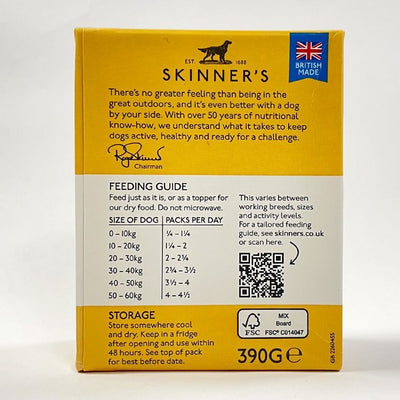 EST. 1688
SKINNER'S
BRITISH
MADE
There's no greater feeling than being in the
great outdoors, and it's even better with a dog
by your side. With over 50 years of nutritional
know-how, we understand what it takes to keep
dogs active, healthy and ready for a challenge.
Chairman
FEEDING GUIDE
Feed just as it is, or as a topper for
our dry food. Do not microwave.
SIZE OF DOG PACKS PER DAY
0 – 10kg ¼ – 1¼
10 – 20kg 1¼ – 2
20 – 30kg 2 – 2¾
30 – 40kg 2¾ – 3½
40 – 50kg 3½ – 4
50 – 60kg 4 – 4½
This varies between
working breeds, sizes
and activity levels.
For a tailored feeding
guide, see skinners.co.uk
or scan here.
STORAGE
Store somewhere cool
and dry. Keep in a fridge
after opening and use within
48 hours. See top of pack
for best before date.
FSC
MIX
Board
FSC® C014047
390G℮
GB 2260455